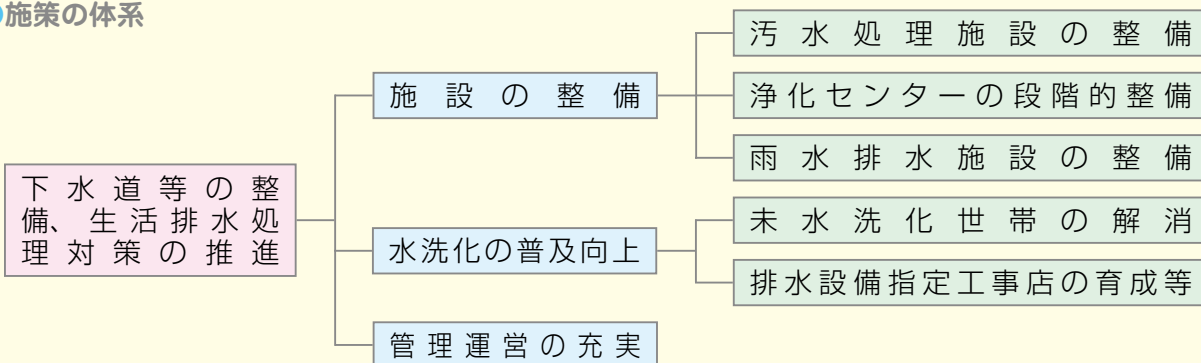 施策の体系
下水道等の整
備、生活排水処
理対策の推進
施設の整備
水洗化の普及向上
管理運営の充実
汚水処理施設の整備
浄化センターの段階的整備
雨水排水施設の整備
未水洗化世帯の解消
排水設備指定工事店の育成等